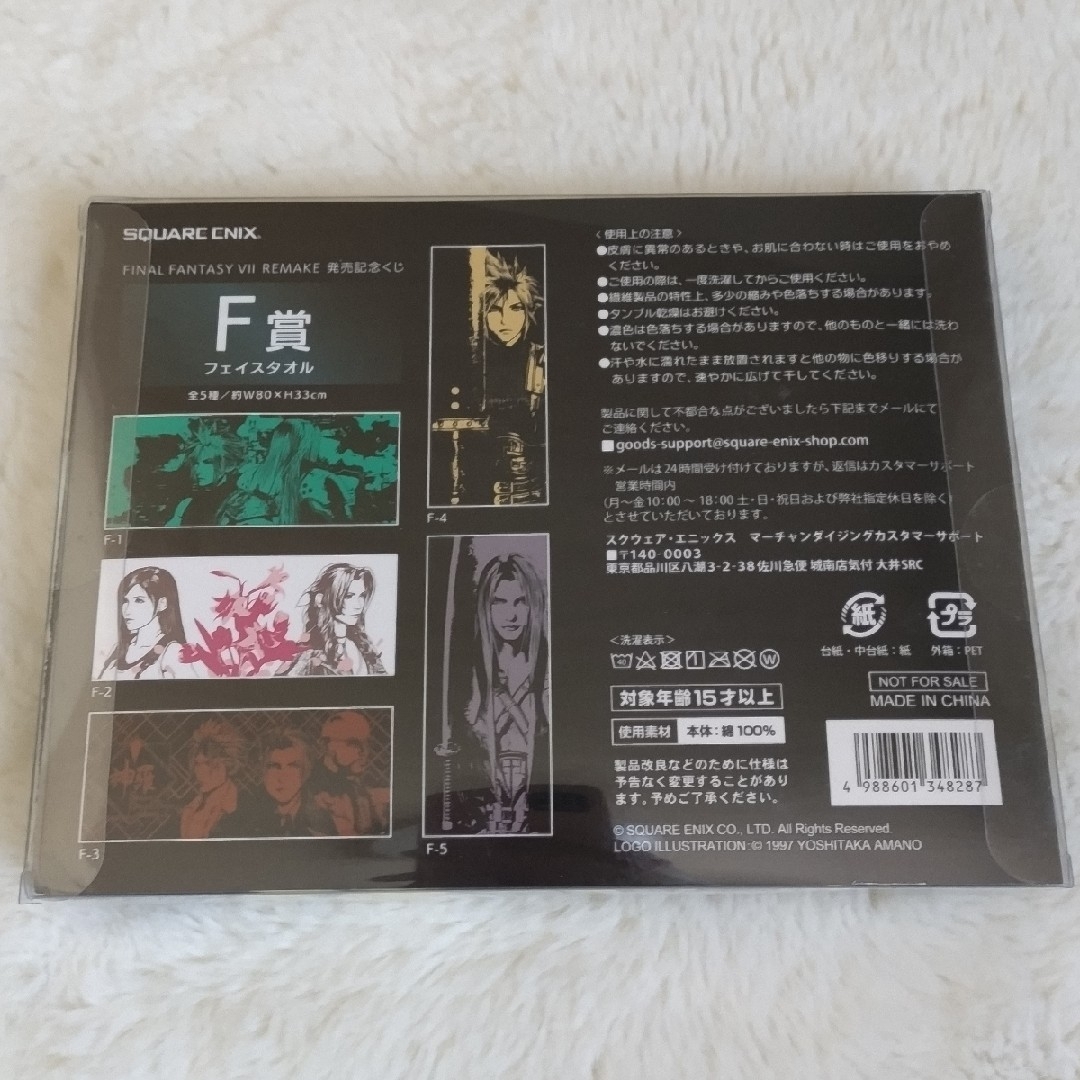 SQUARE ENIX
FINAL FANTASY VII REMAKE 発売記念くじ
F賞
フェイスタオル
全5種/約W80×H33cm
F-1
F-2
F-3
F-4
F-5
〈使用上の注意〉
●皮膚に異常のあるときや、お肌に合わない時はご使用をおやめ
ください。
●ご使用の際は、一度洗濯してからご使用ください。
●繊維製品の特性上、多少の縮みや色落ちする場合があります。
●タンブル乾燥はお避けください。
●濃色は色落ちする場合がありますので、他のものと一緒には洗わ
ないでください。
●汗や水に濡れたまま放置されますと他の物に色移りする場合が
ありますので、速やかに広げて干してください。
製品に関して不都合な点がございましたら下記までメールにて
ご連絡ください。
■goods-support@square-enix-shop.com
※メールは24時間受け付けておりますが、返信はカスタマーサポート
営業時間内
(月～金10:00～18:00 土・日・祝日および弊社指定休日を除く)
とさせていただいております。
スクウェア・エニックス マーチャンダイジングカスタマーサポート
■〒140-0003
東京都品川区八潮3-2-38 佐川急便 城南店気付 大井SRC
紙
プラ
台紙・中台紙:紙
外箱:PET
<洗濯表示>
40
W
NOT FOR SALE
MADE IN CHINA
対象年齢15才以上
使用素材 本体:綿100%
製品改良などのために仕様は
予告なく変更することがあり
ます。予めご了承ください。
4 988601 348287
© SQUARE ENIX CO., LTD. All Rights Reserved.
LOGO ILLUSTRATION:© 1997 YOSHITAKA AMANO